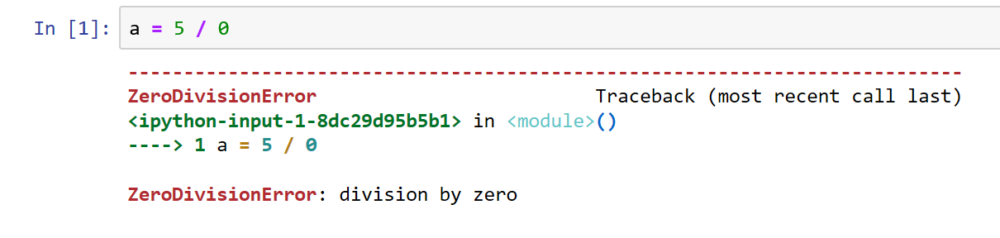 In [1]: a = 5 / 0
---------------------------------------------------------------------------
ZeroDivisionError Traceback (most recent call last)
<ipython-input-1-8dc29d95b5b1> in <module>()
----> 1 a = 5 / 0
ZeroDivisionError: division by zero